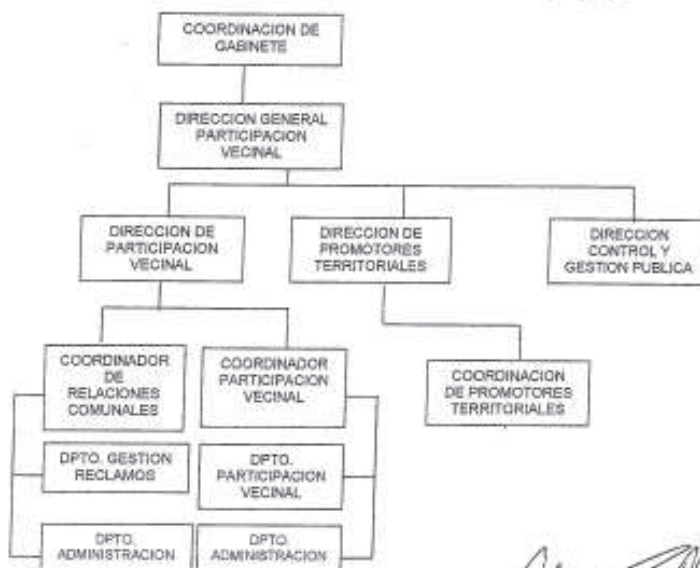 COORDINACION DE
GABINETE
DIRECCION GENERAL
PARTICIPACION
VECINAL
DIRECCION DE
PARTICIPACION
VECINAL
DIRECCION DE
PROMOTORES
TERRITORIALES
DIRECCION
CONTROL Y
GESTION PUBLICA
COORDINADOR
DE
RELACIONES
COMUNALES
COORDINADOR
PARTICIPACION
VECINAL
COORDINACION
DE PROMOTORES
TERRITORIALES
DPTO. GESTION
RECLAMOS
DPTO.
PARTICIPACION
VECINAL
DPTO.
ADMINISTRACION
DPTO.
ADMINISTRACION